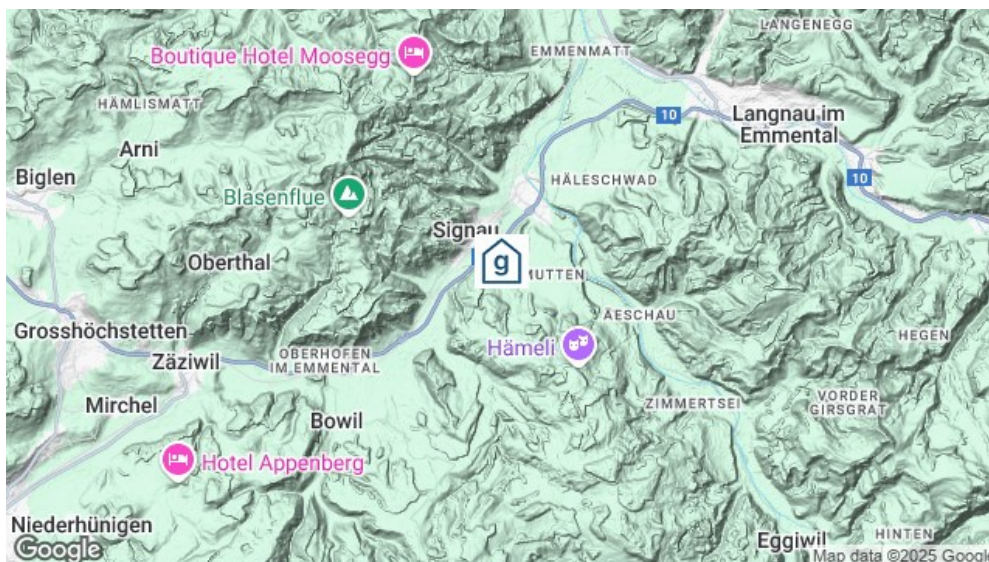 LANGENEGG
Boutique Hotel Moosegg
EMMENMATT
HÄMLISMATT
10
Langnau im
Emmental
Arni
Biglen
Blasenflue
HÄLESCHWAD
10
Signau
g
MUTTEN
Oberthal
ÄESCHAU
Grosshöchstetten
Hämeli
HEGEN
Zäziwil
OBERHOFEN
IM EMMENTAL
Mirchel
Bowil
ZIMMERTSEI
VORDER
GIRSGRAT
Hotel Appenberg
Niederhünigen
Eggiwil
HINTEN
Google
Map data ©2025 Google